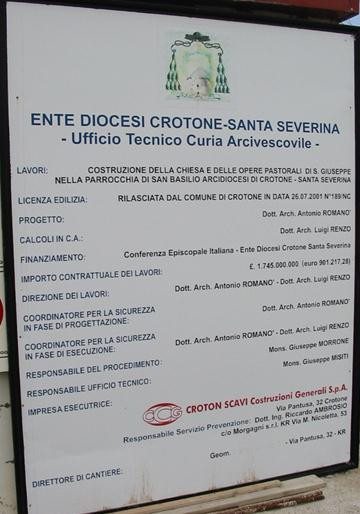 ENTE DIOCESI CROTONE-SANTA SEVERINA
- Ufficio Tecnico Curia Arcivescovile -
LAVORI: COSTRUZIONE DELLA CHIESA E DELLE OPERE PASTORALI DI S. GIUSEPPE
NELLA PARROCCHIA DI SAN BASILIO ARCIDIOCESI DI CROTONE - SANTA SEVERINA
LICENZA EDILIZIA: RILASCIATA DAL COMUNE DI CROTONE IN DATA 26.07.2001 N°189/NC
PROGETTO: Dott. Arch. Antonio ROMANO'
CALCOLI IN C.A.: Dott. Arch. Luigi RENZO
FINANZIAMENTO: Conferenza Episcopale Italiana - Ente Diocesi Crotone Santa Severina
IMPORTO CONTRATTUALE DEI LAVORI: £. 1.745.000.000 (euro 901.217,28)
DIREZIONE DEI LAVORI: Dott. Arch. Antonio ROMANO' - Dott. Arch. Luigi RENZO
COORDINATORE PER LA SICUREZZA
IN FASE DI PROGETTAZIONE: Dott. Arch. Antonio ROMANO'
COORDINATORE PER LA SICUREZZA
IN FASE DI ESECUZIONE: Dott. Arch. Antonio ROMANO' - Dott. Arch. Luigi RENZO
RESPONSABILE DEL PROCEDIMENTO: Mons. Giuseppe MORRONE
RESPONSABILE UFFICIO TECNICO: Mons. Giuseppe MISITI
IMPRESA ESECUTRICE: CCG CROTON SCAVI Costruzioni Generali S.p.A.
Via Pantusa, 32 Crotone
Responsabile Servizio Prevenzione: Dott. Ing. Riccardo AMBROSIO
c/o Morgagni s.r.l. KR Via M. Nicoletta, 53
Geom. - Via Pantusa, 32 - KR
DIRETTORE DI CANTIERE: